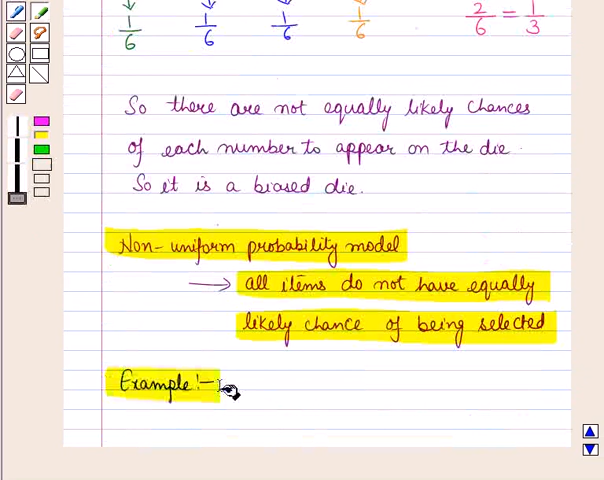 1/6 1/6 1/6 1/6 2/6 = 1/3
So there are not equally likely chances
of each number to appear on the die.
So it is a biased die.
Non-uniform probability model
→ all items do not have equally
likely chance of being selected
Example:-